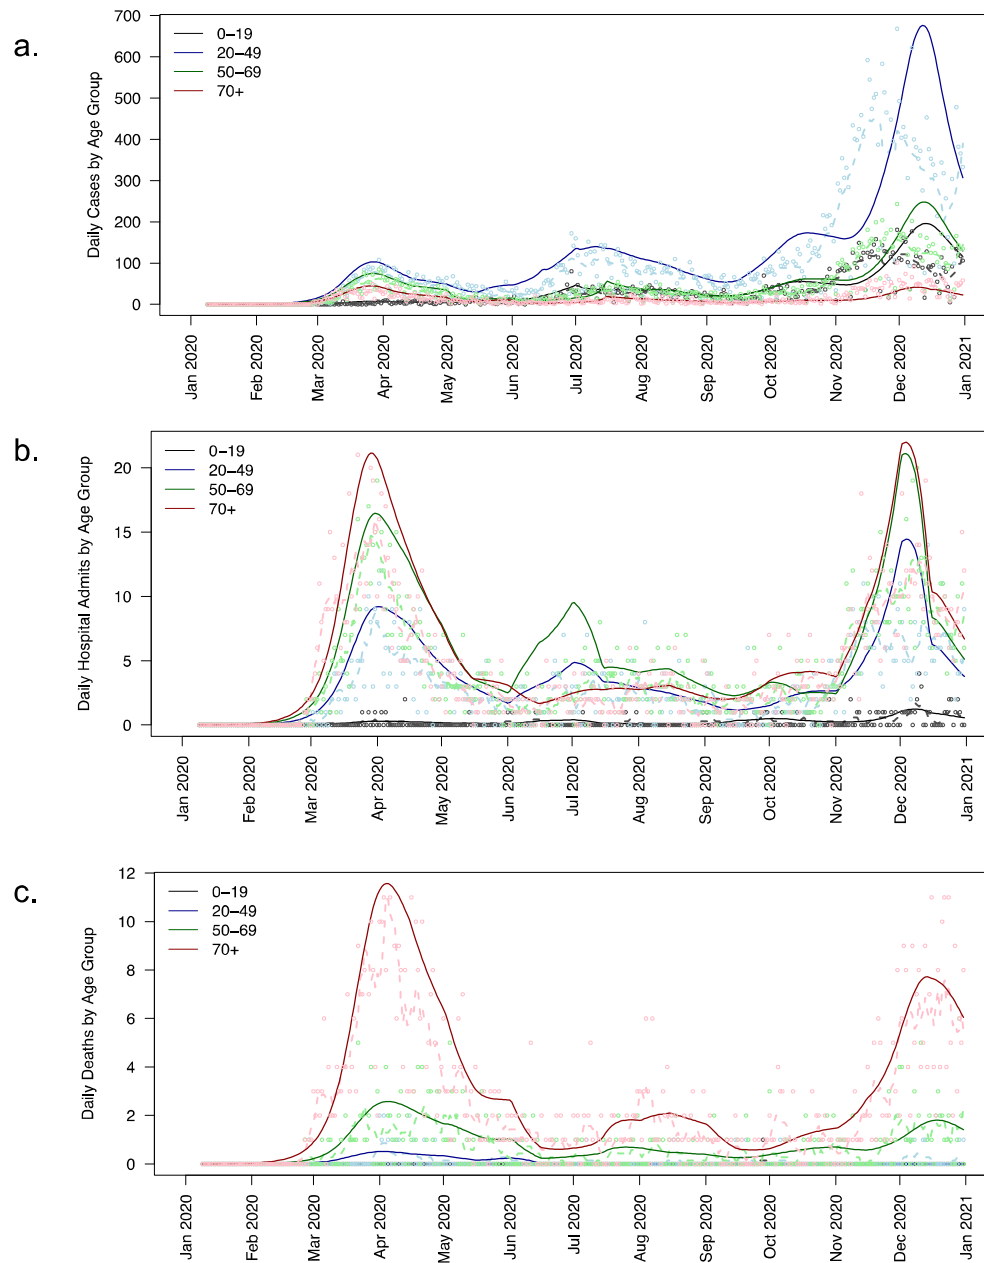 a.
Daily Cases by Age Group
700
600
500
400
300
200
100
0
0−19
20−49
50−69
70+
Jan 2020
Feb 2020
Mar 2020
Apr 2020
May 2020
Jun 2020
Jul 2020
Aug 2020
Sep 2020
Oct 2020
Nov 2020
Dec 2020
Jan 2021
b.
Daily Hospital Admits by Age Group
20
15
10
5
0
0−19
20−49
50−69
70+
Jan 2020
Feb 2020
Mar 2020
Apr 2020
May 2020
Jun 2020
Jul 2020
Aug 2020
Sep 2020
Oct 2020
Nov 2020
Dec 2020
Jan 2021
c.
Daily Deaths by Age Group
12
10
8
6
4
2
0
0−19
20−49
50−69
70+
Jan 2020
Feb 2020
Mar 2020
Apr 2020
May 2020
Jun 2020
Jul 2020
Aug 2020
Sep 2020
Oct 2020
Nov 2020
Dec 2020
Jan 2021